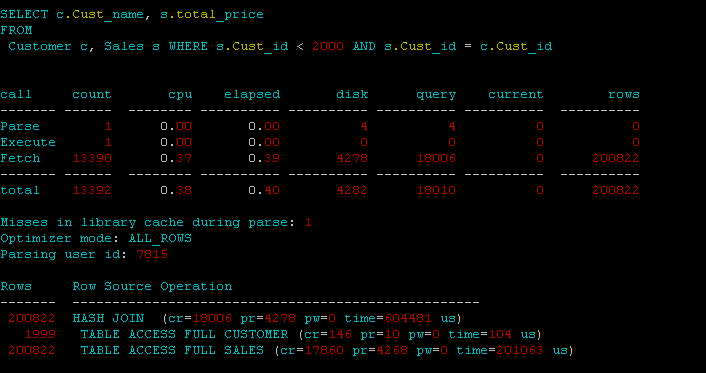 SELECT c.Cust_name, s.total_price
FROM
Customer c, Sales s WHERE s.Cust_id < 2000 AND s.Cust_id = c.Cust_id
call count cpu elapsed disk query current rows
------- ------ -------- ---------- ---------- ---------- ---------- ----------
Parse 1 0.00 0.00 4 4 0 0
Execute 1 0.00 0.00 0 0 0 0
Fetch 13390 0.37 0.39 4278 18006 0 200822
------- ------ -------- ---------- ---------- ---------- ---------- ----------
total 13392 0.38 0.40 4282 18010 0 200822
Misses in library cache during parse: 1
Optimizer mode: ALL_ROWS
Parsing user id: 7815
Rows Row Source Operation
------- ---------------------------------------------------
200822 HASH JOIN (cr=18006 pr=4278 pw=0 time=604481 us)
1999 TABLE ACCESS FULL CUSTOMER (cr=146 pr=10 pw=0 time=104 us)
200822 TABLE ACCESS FULL SALES (cr=17860 pr=4268 pw=0 time=201063 us)